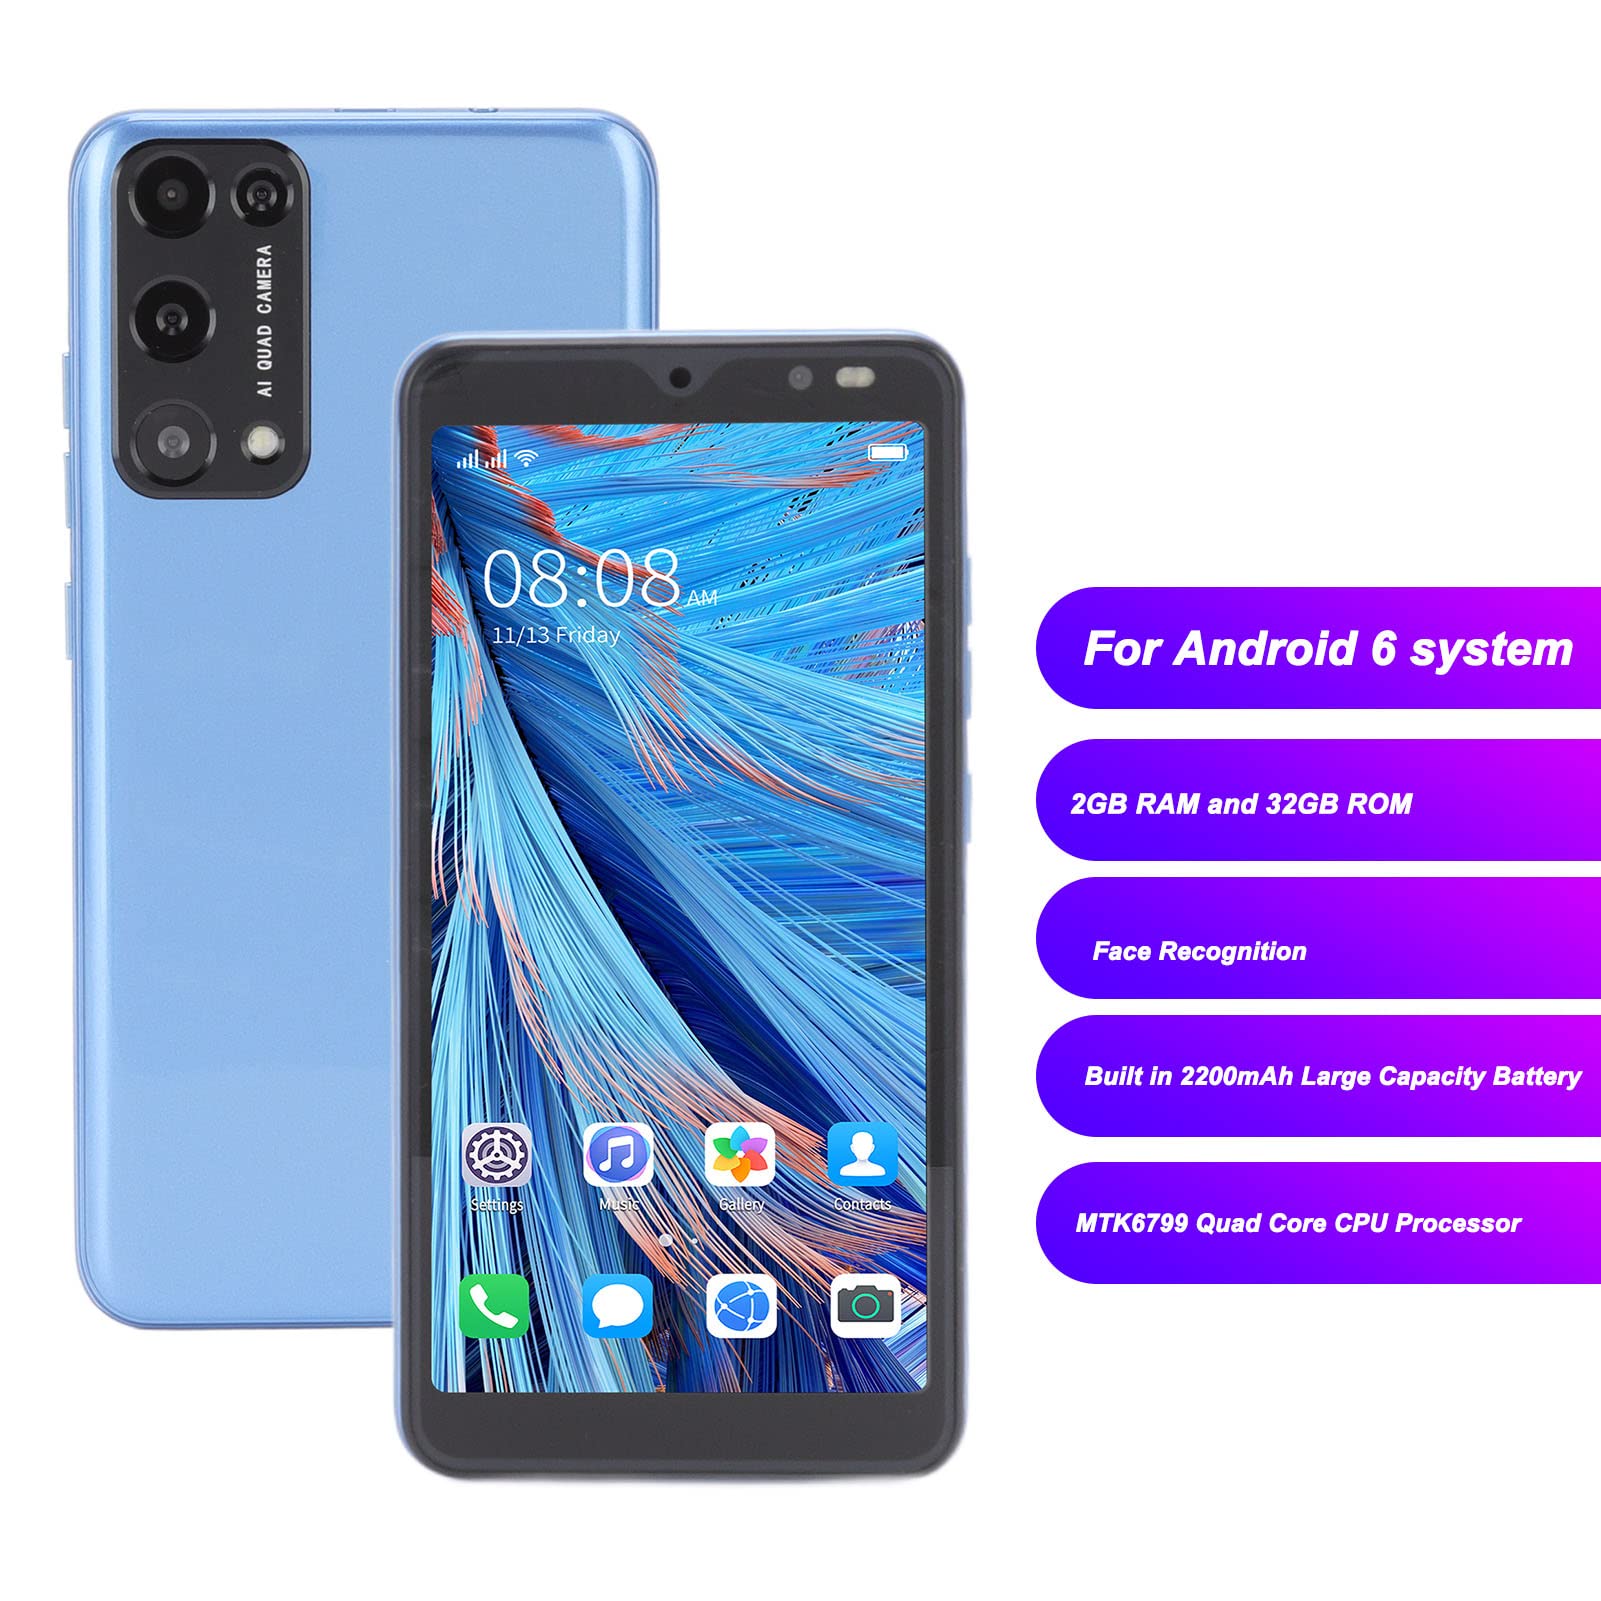 AI QUAD CAMERA
08:08 AM
11/13 Friday
Settings Music Gallery Contacts
For Android 6 system
2GB RAM and 32GB ROM
Face Recognition
Built in 2200mAh Large Capacity Battery
MTK6799 Quad Core CPU Processor